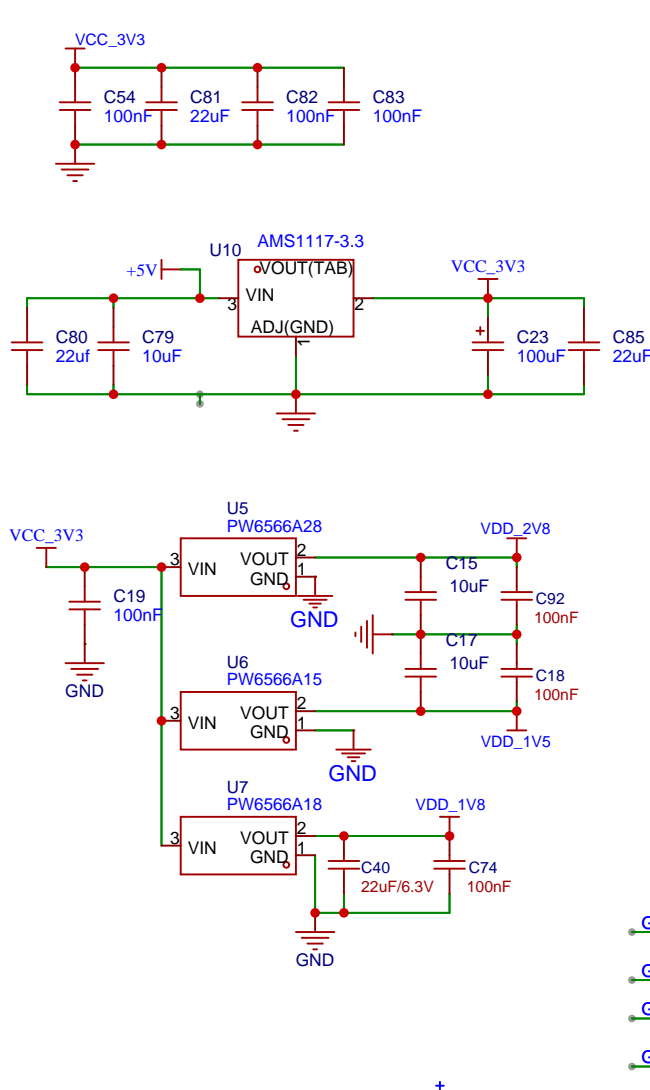 VCC_3V3
C54
100nF
C81
22uF
C82
100nF
C83
100nF
U10
AMS1117-3.3
+5V
VOUT(TAB)
VIN
ADJ(GND)
3
2
1
VCC_3V3
C80
22uf
C79
10uF
+
C23
100uF
C85
22uF
U5
PW6566A28
VCC_3V3
3
VIN
VOUT
GND
2
1
GND
C19
100nF
GND
VDD_2V8
C15
10uF
C92
100nF
C17
10uF
C18
100nF
VDD_1V5
U6
PW6566A15
3
VIN
VOUT
GND
2
1
GND
U7
PW6566A18
3
VIN
VOUT
GND
2
1
VDD_1V8
C40
22uF/6.3V
C74
100nF
GND
+